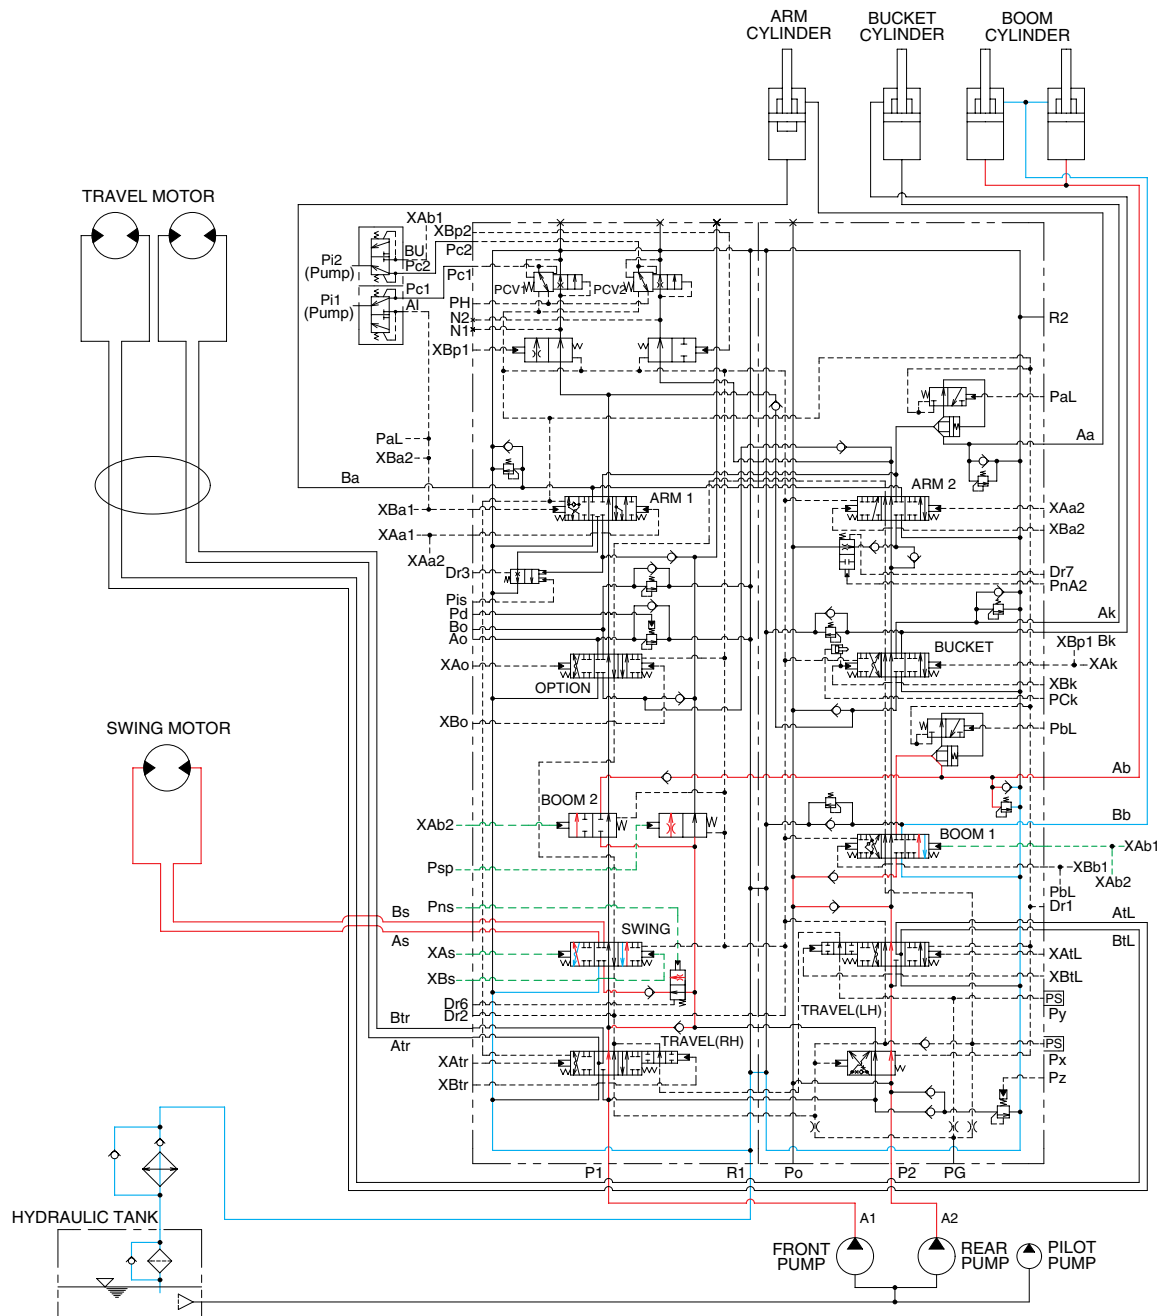 ARM
CYLINDER
BUCKET
CYLINDER
BOOM
CYLINDER
TRAVEL MOTOR
XAb1
XBp2
Pc2
BU
Pc2
Pi2
(Pump)
Pc1
Pc1
Pi1
(Pump)
AI
PCV1
PCV2
PH
N2
N1
XBp1
R2
PaL
Aa
PaL
XBa2
Ba
XBa1
ARM 1
ARM 2
XAa2
XAa1
XBa2
XAa2
Dr3
Dr7
Pis
PnA2
Pd
Bo
Ao
Ak
XBp1
Bk
BUCKET
XAo
XAk
OPTION
XBk
PCk
XBo
PbL
SWING MOTOR
Ab
BOOM 2
Bb
XAb2
BOOM 1
XAb1
Psp
XBb1
XAb2
PbL
Pns
Dr1
Bs
AtL
SWING
As
BtL
XAs
XAtL
XBs
XBtL
Dr6
PS
Dr2
TRAVEL(LH)
Py
Btr
TRAVEL(RH)
PS
Atr
Px
XAtr
Pz
XBtr
P1
R1
Po
P2
PG
HYDRAULIC TANK
A1
A2
FRONT
PUMP
REAR
PUMP
PILOT
PUMP